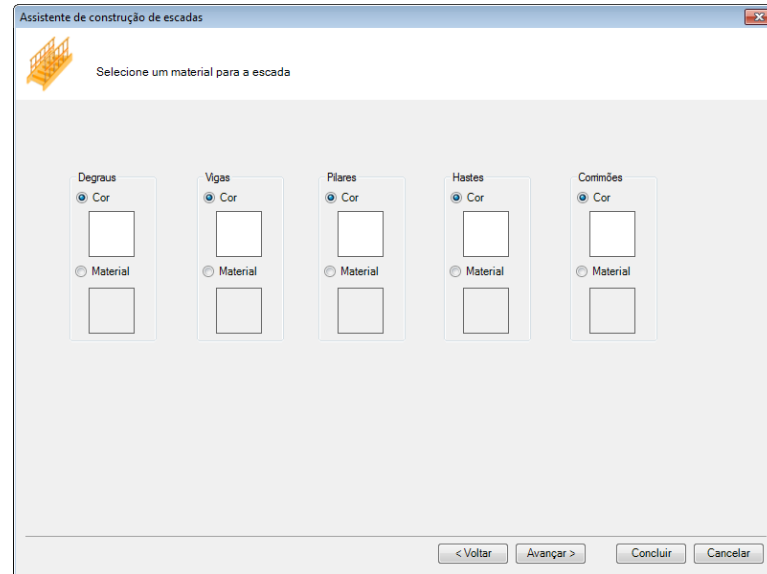 Assistente de construção de escadas
Selecione um material para a escada
Degraus Vigas Pilares Hastes Corrimões
Cor Cor Cor Cor Cor
Material Material Material Material Material
< Voltar Avançar > Concluir Cancelar